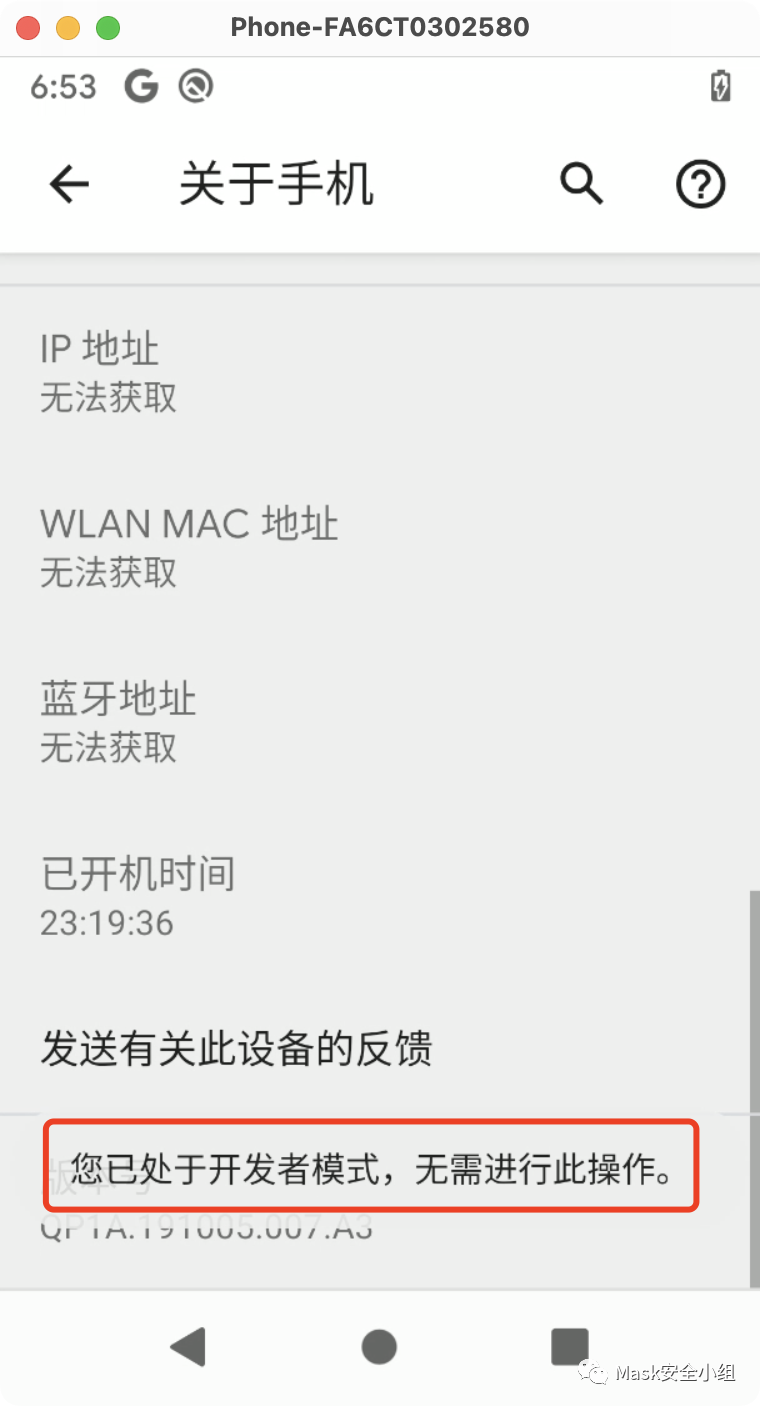 Phone-FA6CT0302580
6:53
关于手机
IP 地址
无法获取
WLAN MAC 地址
无法获取
蓝牙地址
无法获取
已开机时间
23:19:36
发送有关此设备的反馈
版本号
您已处于开发者模式，无需进行此操作。
QP1A.191005.007.A3
Mask安全小组